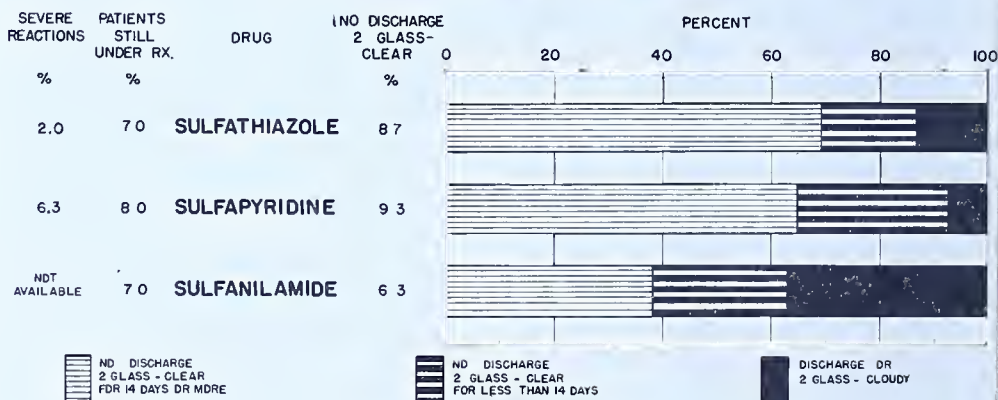 SEVERE REACTIONS
%
PATIENTS STILL UNDER RX.
%
DRUG
NO DISCHARGE 2 GLASS- CLEAR
%
PERCENT
0 20 40 60 80 100
2.0 70 SULFATHIAZOLE 87
6.3 80 SULFAPYRIDINE 93
NOT AVAILABLE 70 SULFANILAMIDE 63
NO DISCHARGE
2 GLASS - CLEAR
FOR 14 DAYS OR MORE
NO DISCHARGE
2 GLASS - CLEAR
FOR LESS THAN 14 DAYS
DISCHARGE OR
2 GLASS - CLOUDY